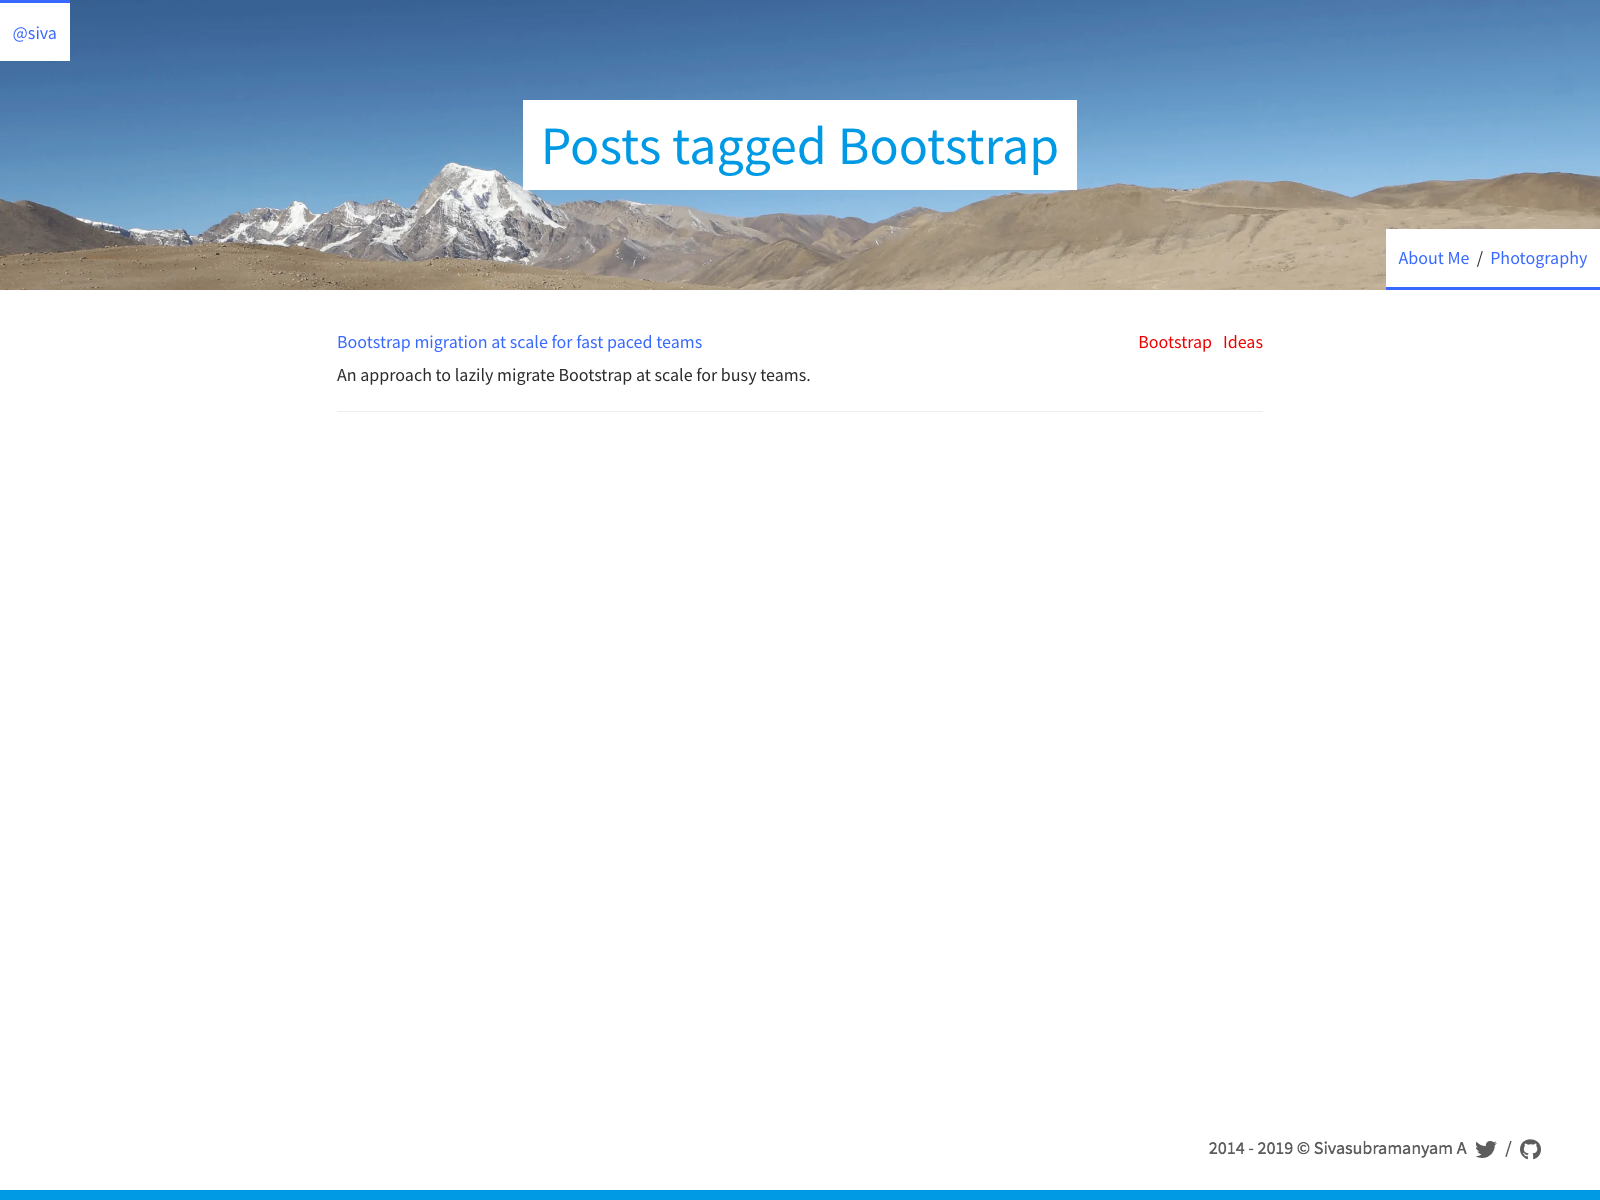 @siva
Posts tagged Bootstrap
About Me / Photography
Bootstrap migration at scale for fast paced teams
Bootstrap Ideas
An approach to lazily migrate Bootstrap at scale for busy teams.
2014 - 2019 © Sivasubramanyam A /